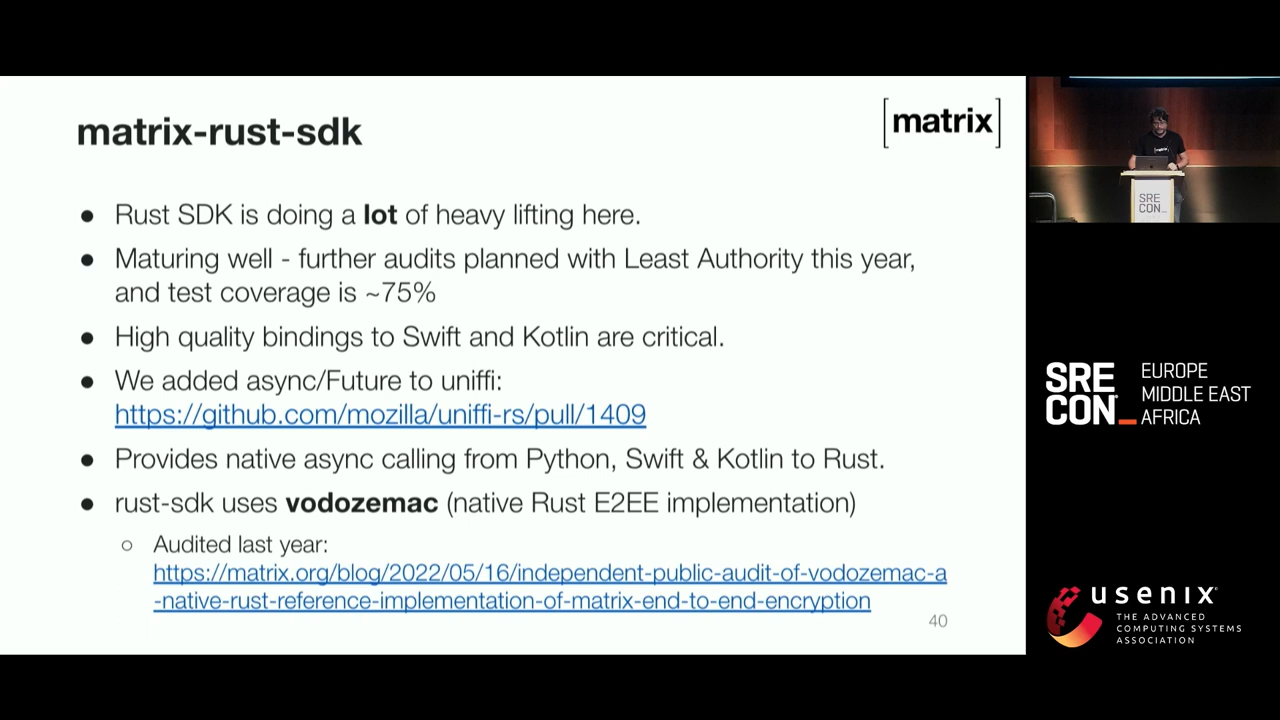 matrix-rust-sdk
[matrix]
● Rust SDK is doing a lot of heavy lifting here.
● Maturing well - further audits planned with Least Authority this year,
and test coverage is ~75%
● High quality bindings to Swift and Kotlin are critical.
● We added async/Future to uniffi:
https://github.com/mozilla/uniffi-rs/pull/1409
● Provides native async calling from Python, Swift & Kotlin to Rust.
● rust-sdk uses vodozemac (native Rust E2EE implementation)
○ Audited last year:
https://matrix.org/blog/2022/05/16/independent-public-audit-of-vodozemac-a
-native-rust-reference-implementation-of-matrix-end-to-end-encryption
40
[matrix]
SRE
CON_
SRE
CON_
EUROPE
MIDDLE EAST
AFRICA
usenix
THE ADVANCED
COMPUTING SYSTEMS
ASSOCIATION